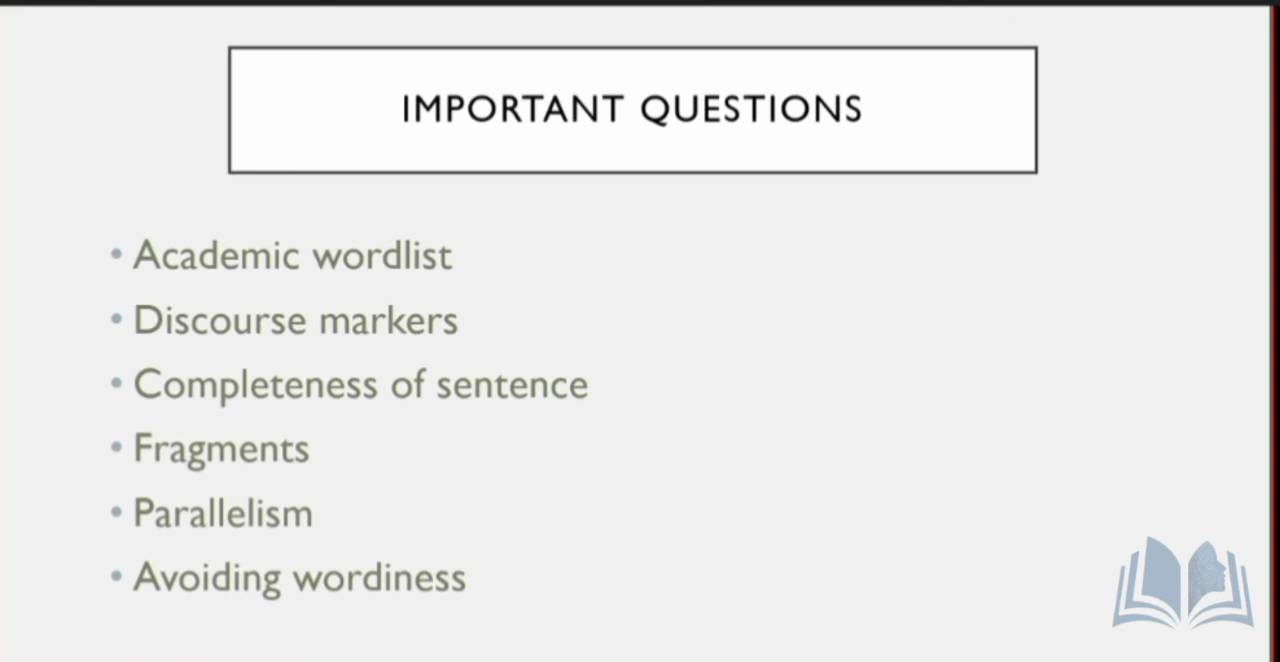 IMPORTANT QUESTIONS
• Academic wordlist
• Discourse markers
• Completeness of sentence
• Fragments
• Parallelism
• Avoiding wordiness